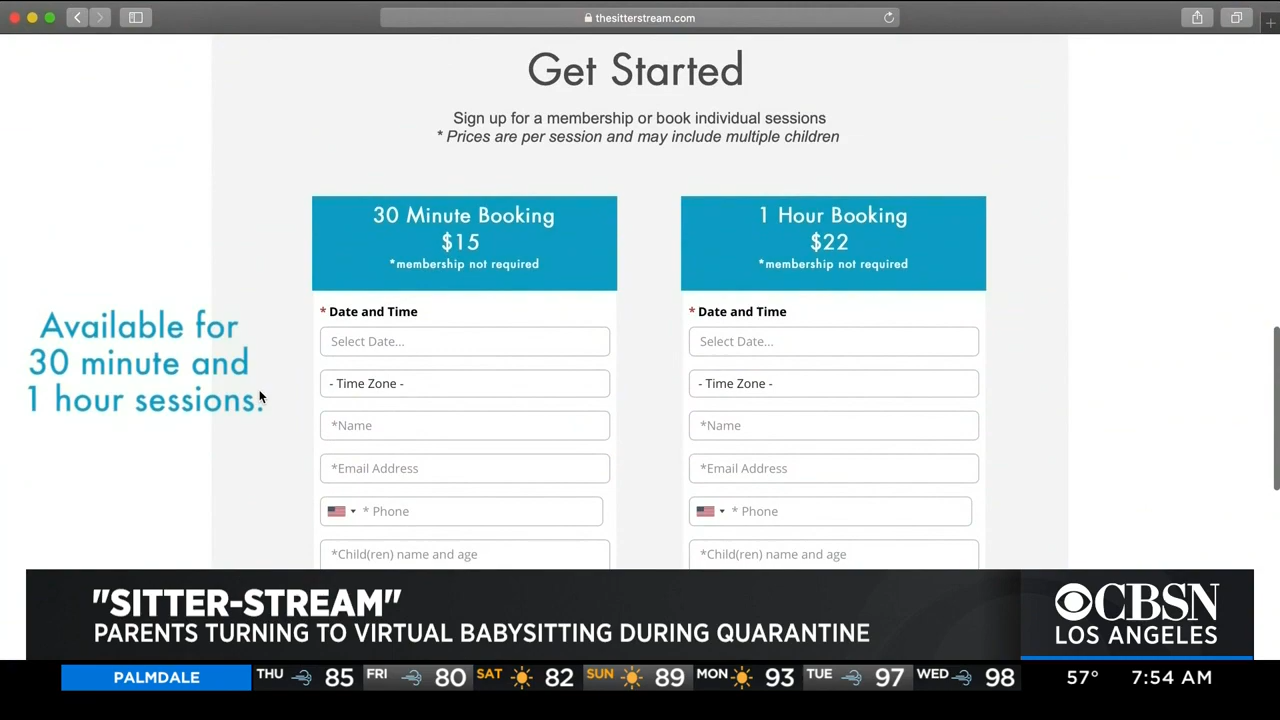 thesitterstream.com
Get Started
Sign up for a membership or book individual sessions
* Prices are per session and may include multiple children
30 Minute Booking
$15
*membership not required
* Date and Time
Select Date...
- Time Zone -
*Name
*Email Address
* Phone
*Child(ren) name and age
1 Hour Booking
$22
*membership not required
* Date and Time
Select Date...
- Time Zone -
*Name
*Email Address
* Phone
*Child(ren) name and age
Available for
30 minute and
1 hour sessions.
"SITTER-STREAM"
PARENTS TURNING TO VIRTUAL BABYSITTING DURING QUARANTINE
CBSN
LOS ANGELES
PALMDALE THU 85 FRI 80 SAT 82 SUN 89 MON 93 TUE 97 WED 98 57° 7:54 AM